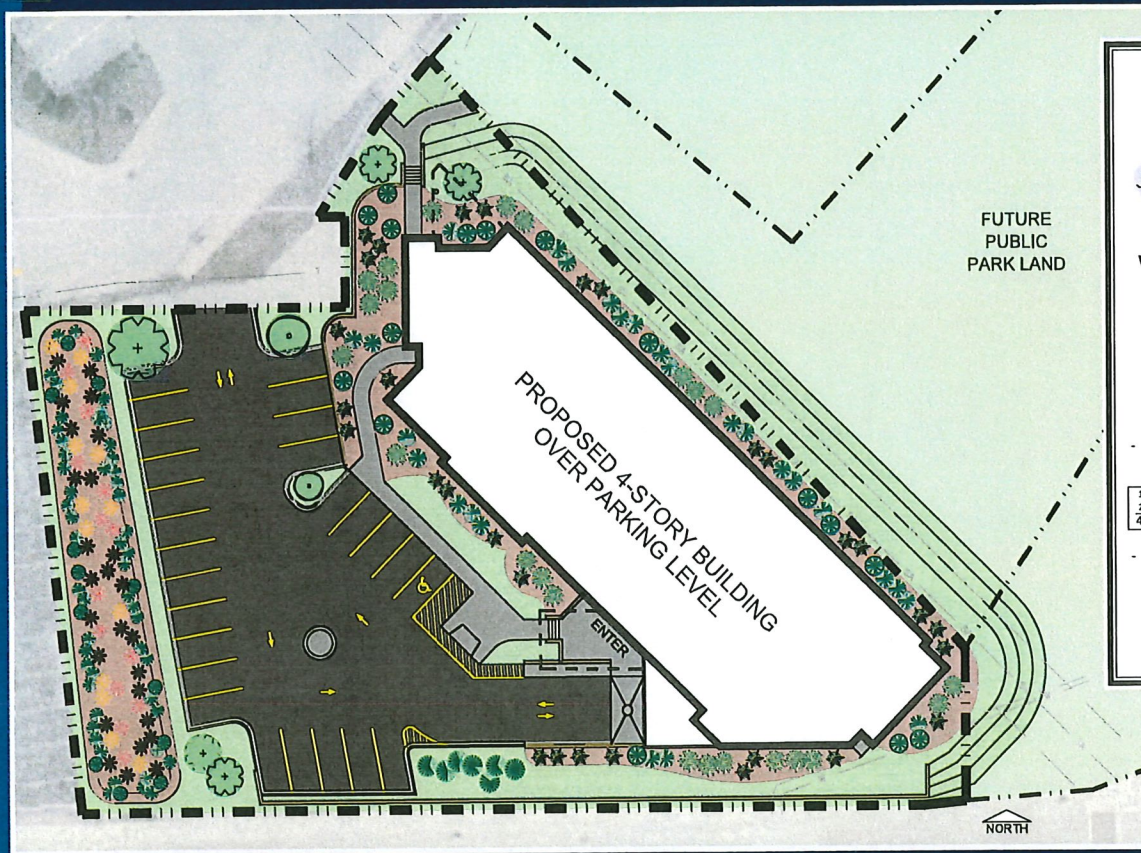 FUTURE
PUBLIC
PARK LAND
PROPOSED 4-STORY BUILDING
OVER PARKING LEVEL
ENTER
NORTH